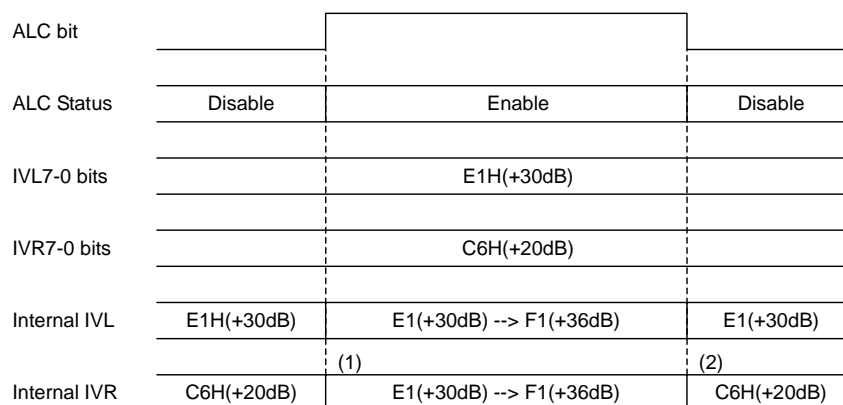 ALC bit
ALC Status Disable Enable Disable
IVL7-0 bits E1H(+30dB)
IVR7-0 bits C6H(+20dB)
Internal IVL E1H(+30dB) E1(+30dB) --> F1(+36dB) E1(+30dB)
(1) (2)
Internal IVR C6H(+20dB) E1(+30dB) --> F1(+36dB) C6H(+20dB)